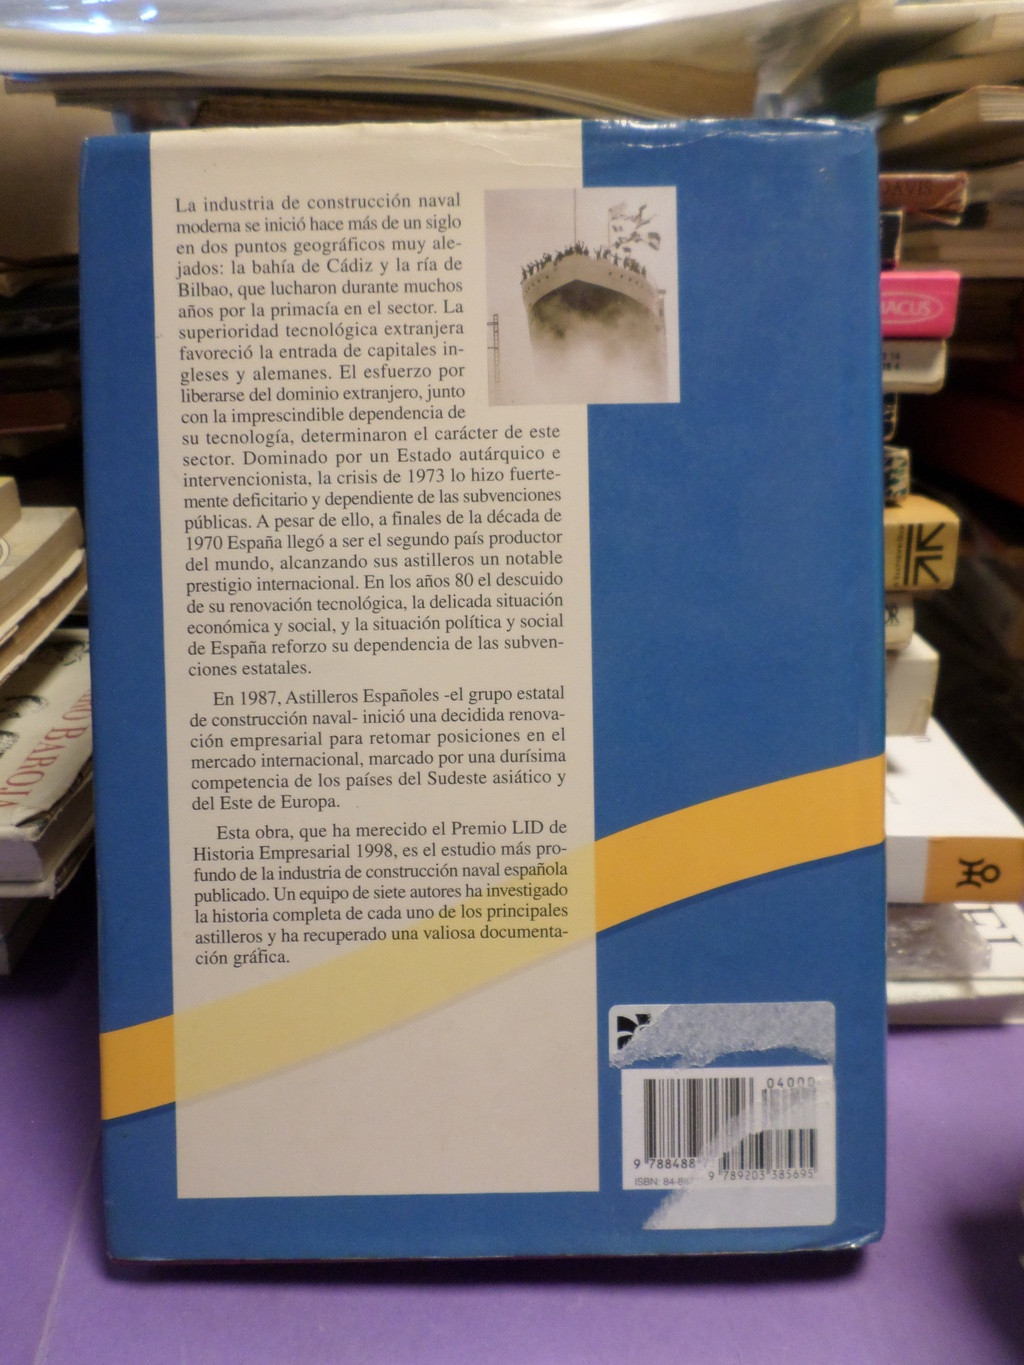 La industria de construcción naval
moderna se inició hace más de un siglo
en dos puntos geográficos muy ale-
jados: la bahía de Cádiz y la ría de
Bilbao, que lucharon durante muchos
años por la primacía en el sector. La
superioridad tecnológica extranjera
favoreció la entrada de capitales in-
gleses y alemanes. El esfuerzo por
liberarse del dominio extranjero, junto
con la imprescindible dependencia de
su tecnología, determinaron el carácter de este
sector. Dominado por un Estado autárquico e
intervencionista, la crisis de 1973 lo hizo fuerte-
mente deficitario y dependiente de las subvenciones
públicas. A pesar de ello, a finales de la década de
1970 España llegó a ser el segundo país productor
del mundo, alcanzando sus astilleros un notable
prestigio internacional. En los años 80 el descuido
de su renovación tecnológica, la delicada situación
económica y social, y la situación política y social
de España reforzo su dependencia de las subven-
ciones estatales.
En 1987, Astilleros Españoles -el grupo estatal
de construcción naval- inició una decidida renova-
ción empresarial para retomar posiciones en el
mercado internacional, marcado por una durísima
competencia de los países del Sudeste asiático y
del Este de Europa.
Esta obra, que ha merecido el Premio LID de
Historia Empresarial 1998, es el estudio más pro-
fundo de la industria de construcción naval española
publicado. Un equipo de siete autores ha investigado
la historia completa de cada uno de los principales
astilleros y ha recuperado una valiosa documenta-
ción gráfica.
04000
9 788488
9 789203 385695
ISBN: 84-8
DAVIS
ACUS
BAROJA